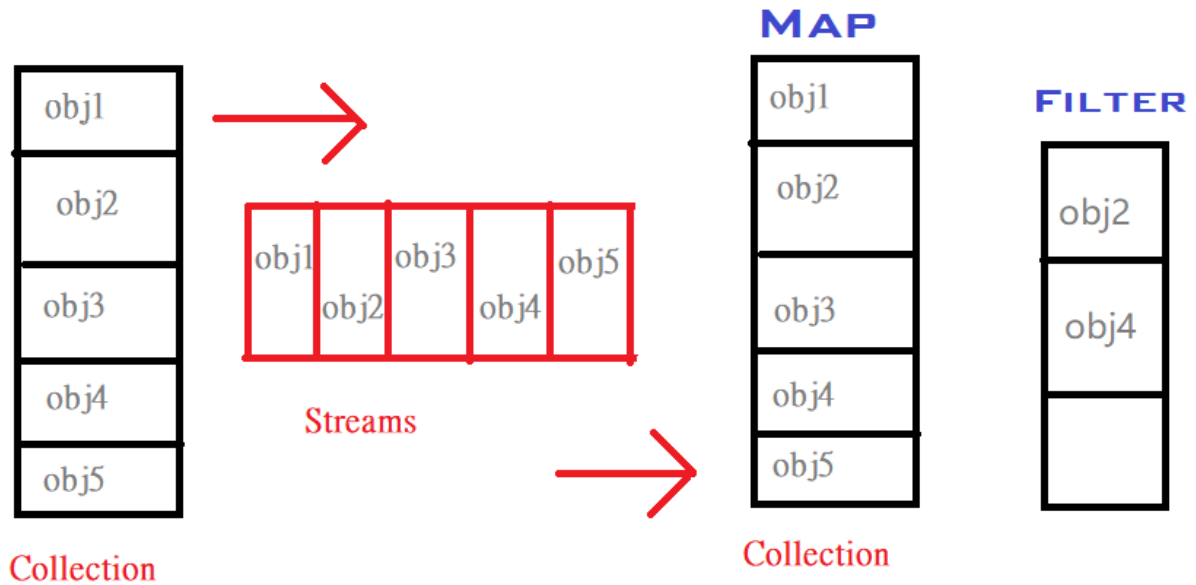 obj1
obj2
obj3
obj4
obj5
Collection
obj1
obj2
obj3
obj4
obj5
Streams
MAP
obj1
obj2
obj3
obj4
obj5
Collection
FILTER
obj2
obj4